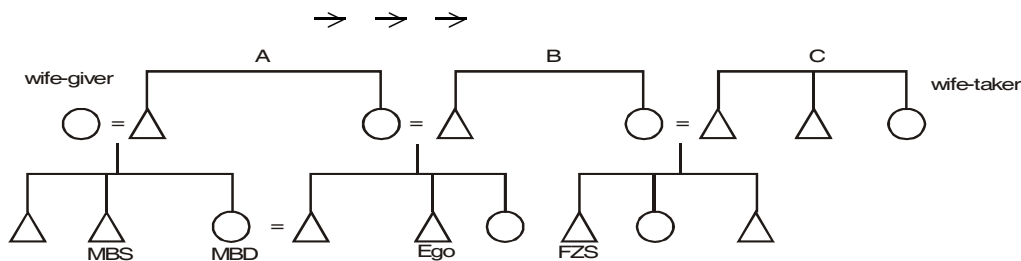 A
B
C
wife-giver
wife-taker
= = =
=
MBS MBD Ego FZS